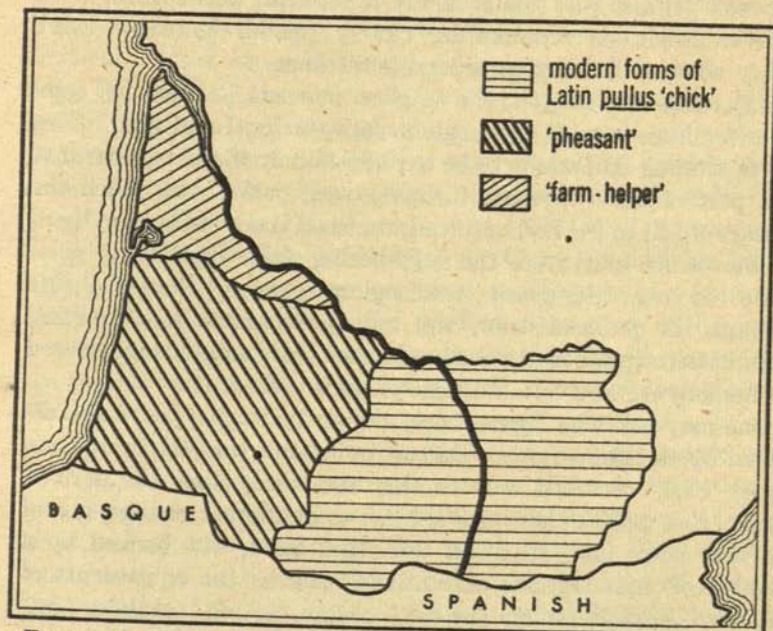 modern forms of
Latin pullus 'chick'
'pheasant'
'farm-helper'
BASQUE
SPANISH